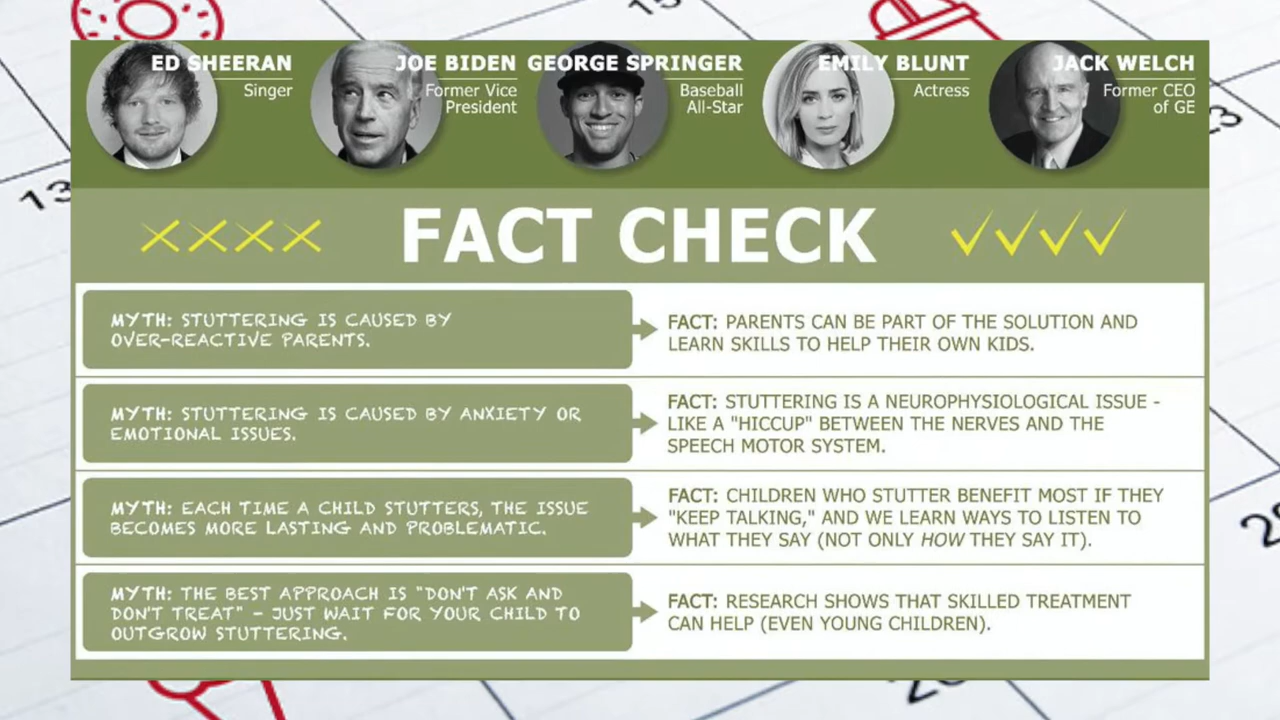 15
13
23
ED SHEERAN
Singer
JOE BIDEN
Former Vice
President
GEORGE SPRINGER
Baseball
All-Star
EMILY BLUNT
Actress
JACK WELCH
Former CEO
of GE
FACT CHECK
MYTH: STUTTERING IS CAUSED BY
OVER-REACTIVE PARENTS.
FACT: PARENTS CAN BE PART OF THE SOLUTION AND
LEARN SKILLS TO HELP THEIR OWN KIDS.
MYTH: STUTTERING IS CAUSED BY ANXIETY OR
EMOTIONAL ISSUES.
FACT: STUTTERING IS A NEUROPHYSIOLOGICAL ISSUE -
LIKE A "HICCUP" BETWEEN THE NERVES AND THE
SPEECH MOTOR SYSTEM.
MYTH: EACH TIME A CHILD STUTTERS, THE ISSUE
BECOMES MORE LASTING AND PROBLEMATIC.
FACT: CHILDREN WHO STUTTER BENEFIT MOST IF THEY
"KEEP TALKING," AND WE LEARN WAYS TO LISTEN TO
WHAT THEY SAY (NOT ONLY HOW THEY SAY IT).
MYTH: THE BEST APPROACH IS "DON'T ASK AND
DON'T TREAT" - JUST WAIT FOR YOUR CHILD TO
OUTGROW STUTTERING.
FACT: RESEARCH SHOWS THAT SKILLED TREATMENT
CAN HELP (EVEN YOUNG CHILDREN).